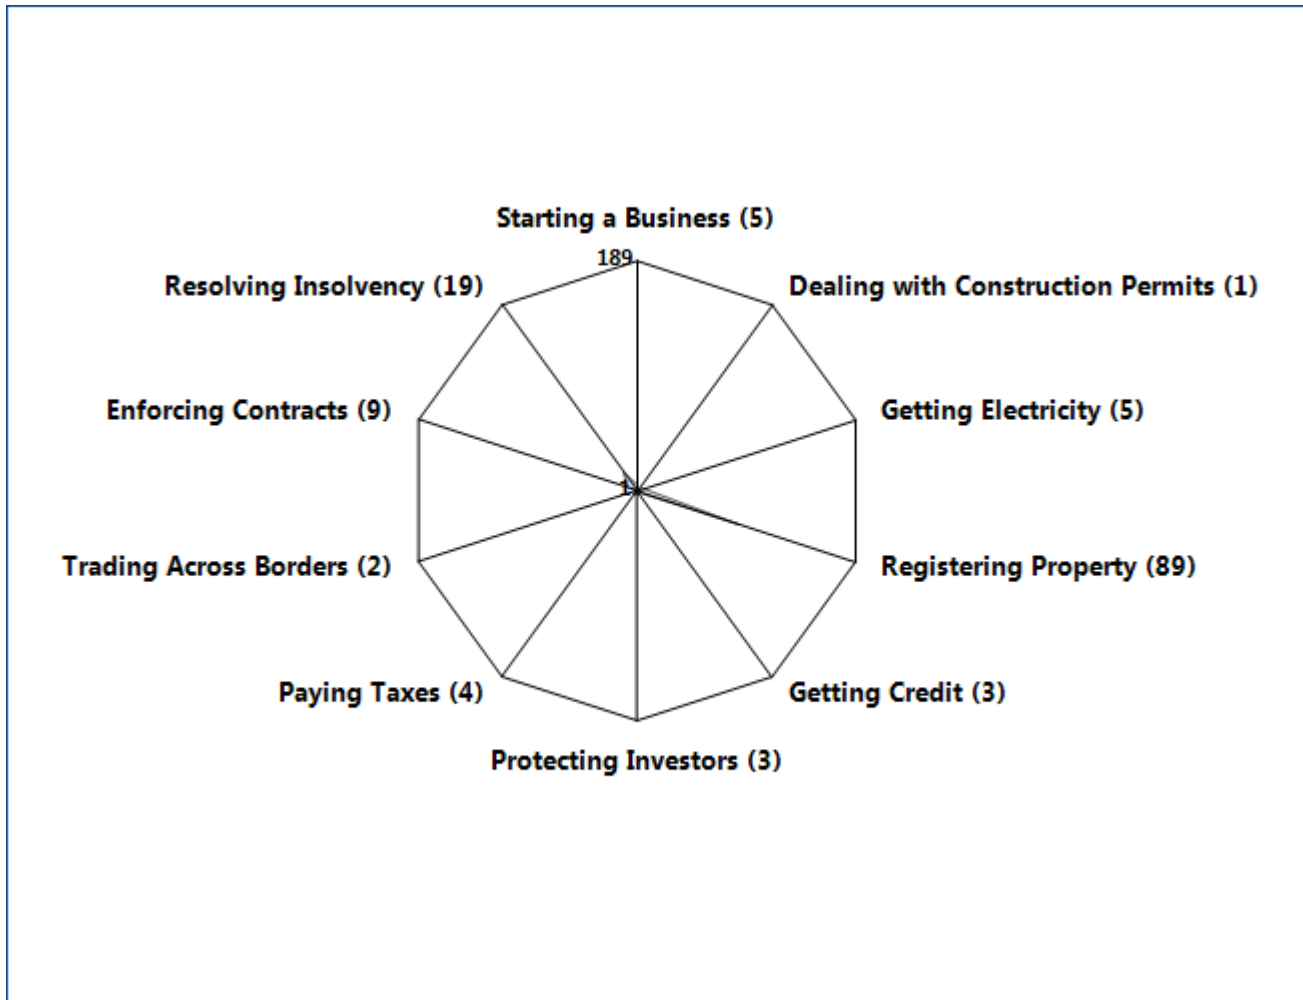 Starting a Business (5)
189
Resolving Insolvency (19)
Dealing with Construction Permits (1)
Enforcing Contracts (9)
Getting Electricity (5)
1
Trading Across Borders (2)
Registering Property (89)
Paying Taxes (4)
Getting Credit (3)
Protecting Investors (3)